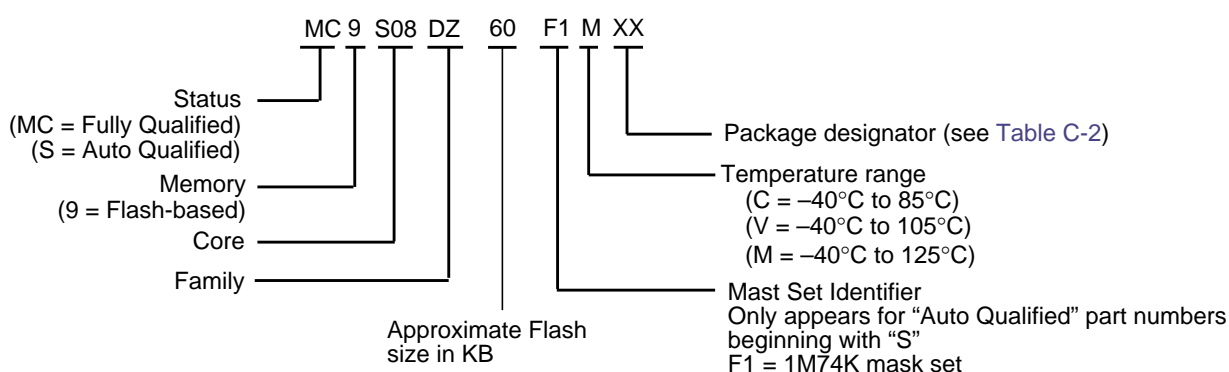 MC 9 S08 DZ 60 F1 M XX
Status
(MC = Fully Qualified)
(S = Auto Qualified)
Memory
(9 = Flash-based)
Core
Family
Approximate Flash
size in KB
Package designator (see Table C-2)
Temperature range
(C = –40°C to 85°C)
(V = –40°C to 105°C)
(M = –40°C to 125°C)
Mast Set Identifier
Only appears for “Auto Qualified” part numbers
beginning with “S”
F1 = 1M74K mask set